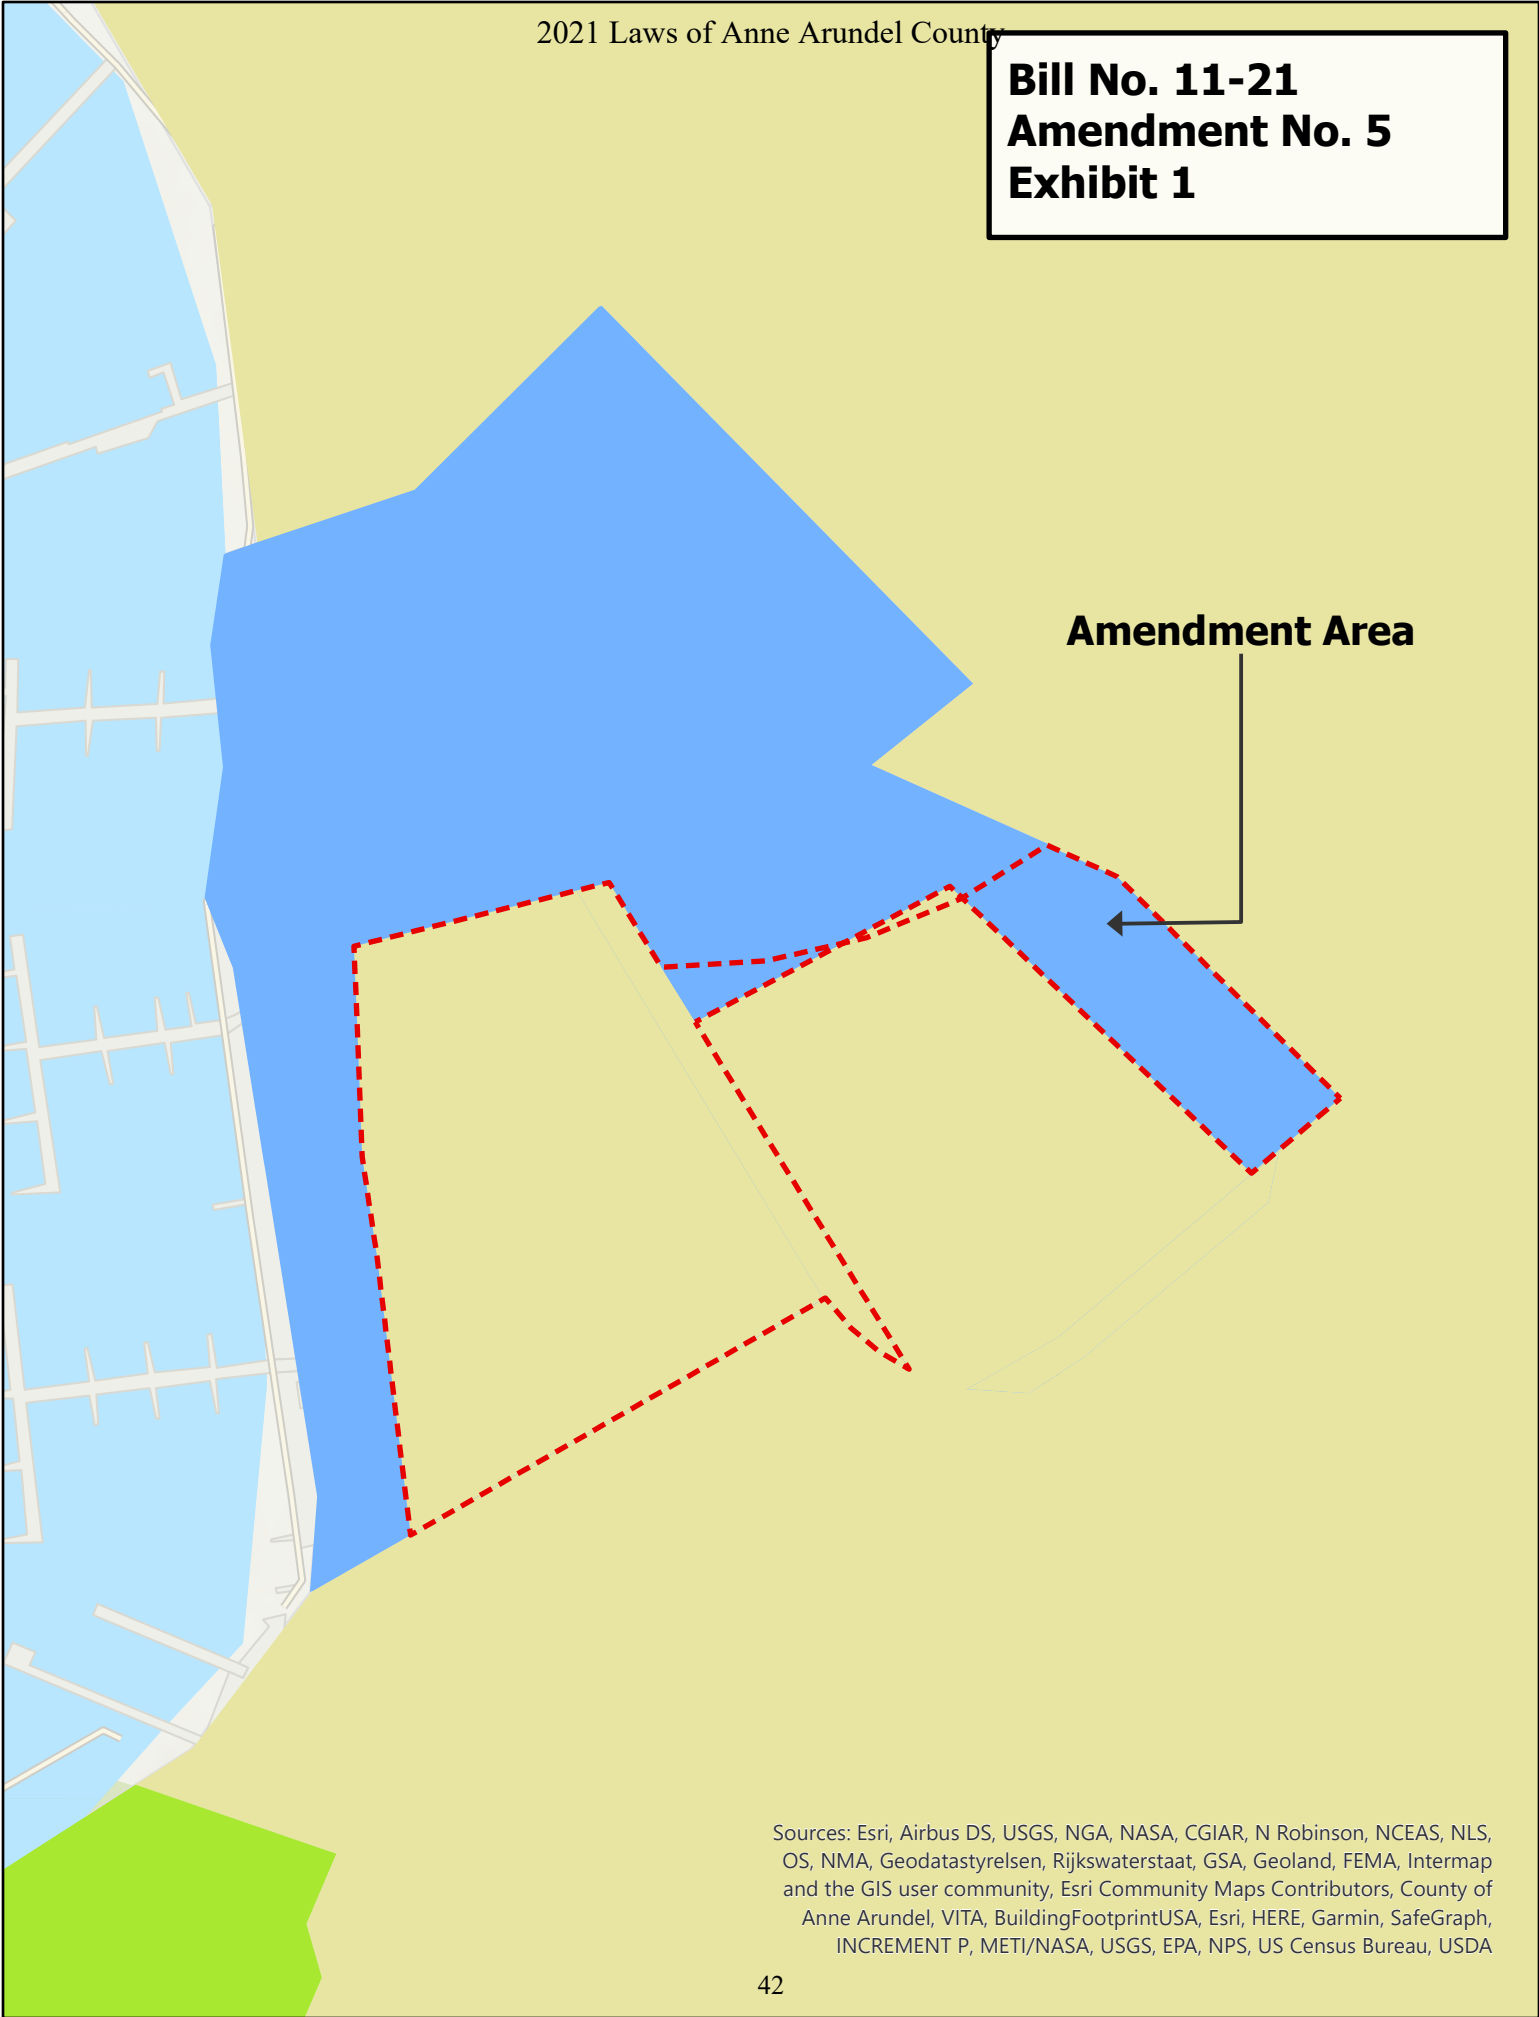 2021 Laws of Anne Arundel County
Bill No. 11-21
Amendment No. 5
Exhibit 1
Amendment Area
Sources: Esri, Airbus DS, USGS, NGA, NASA, CGIAR, N Robinson, NCEAS, NLS,
OS, NMA, Geodatastyrelsen, Rijkswaterstaat, GSA, Geoland, FEMA, Intermap
and the GIS user community, Esri Community Maps Contributors, County of
Anne Arundel, VITA, BuildingFootprintUSA, Esri, HERE, Garmin, SafeGraph,
INCREMENT P, METI/NASA, USGS, EPA, NPS, US Census Bureau, USDA
42